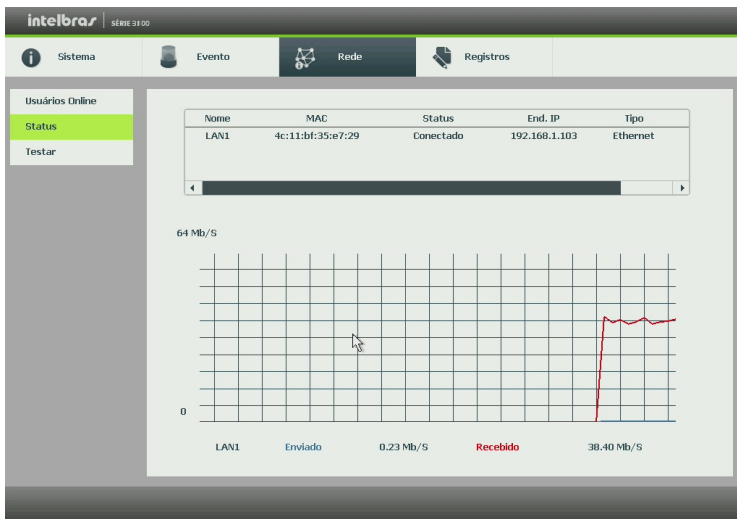 intelbras SÉRIE 3100
Sistema Evento Rede Registros
Usuários Online
Status
Testar
Nome MAC Status End. IP Tipo
LAN1 4c:11:bf:35:e7:29 Conectado 192.168.1.103 Ethernet
64 Mb/S
0
LAN1 Enviado 0.23 Mb/S Recebido 38.40 Mb/S